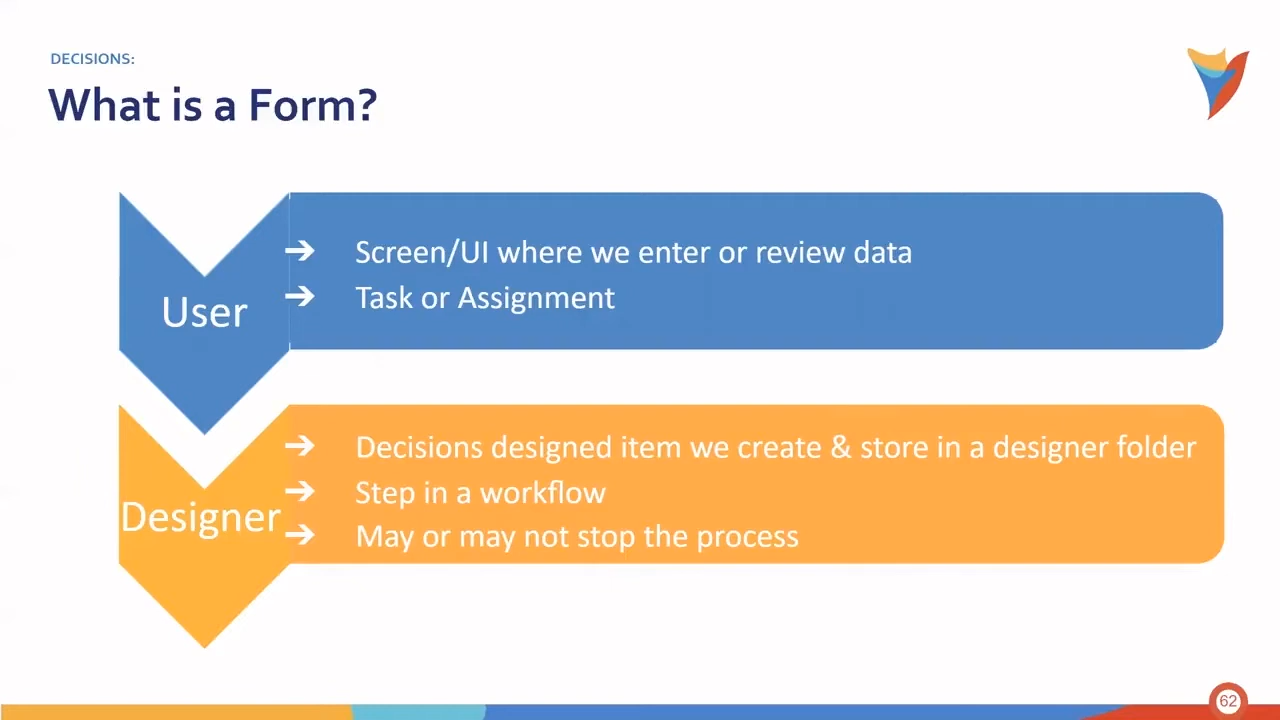 DECISIONS:
What is a Form?
User
➔ Screen/UI where we enter or review data
➔ Task or Assignment
Designer
➔ Decisions designed item we create & store in a designer folder
➔ Step in a workflow
➔ May or may not stop the process
62